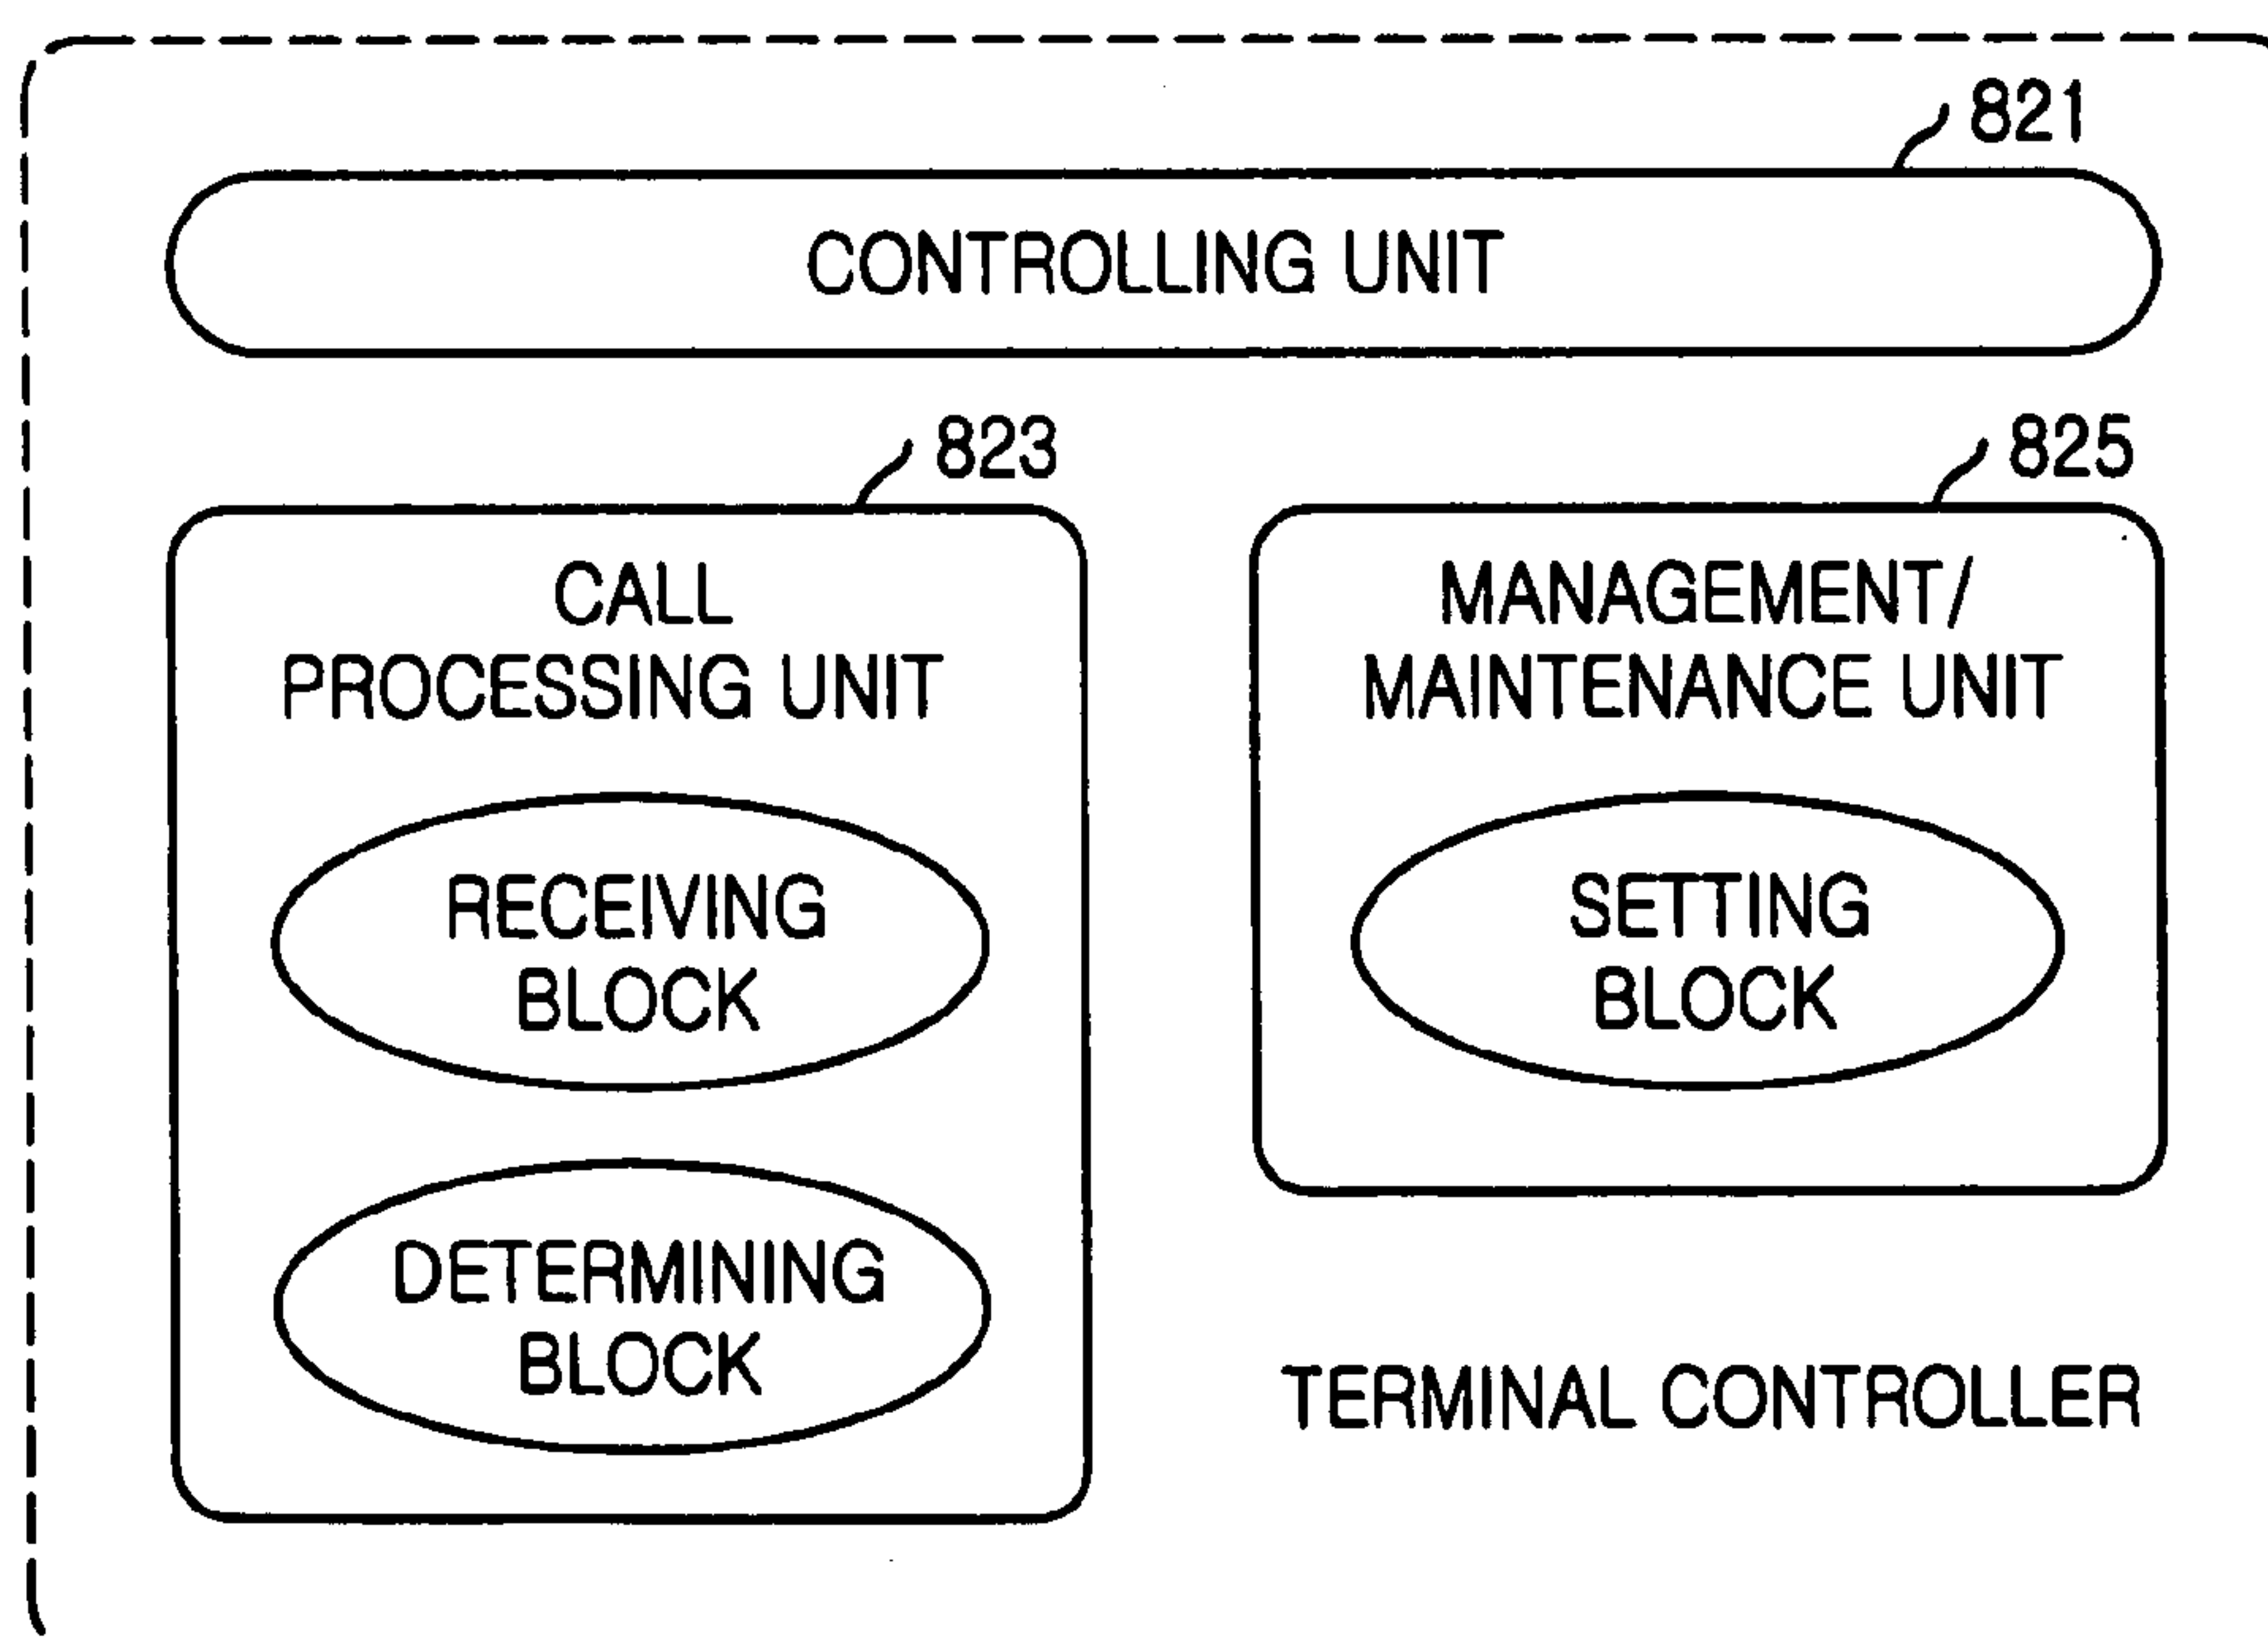 821
CONTROLLING UNIT
823
825
CALL
PROCESSING UNIT
MANAGEMENT/
MAINTENANCE UNIT
RECEIVING
BLOCK
SETTING
BLOCK
DETERMINING
BLOCK
TERMINAL CONTROLLER